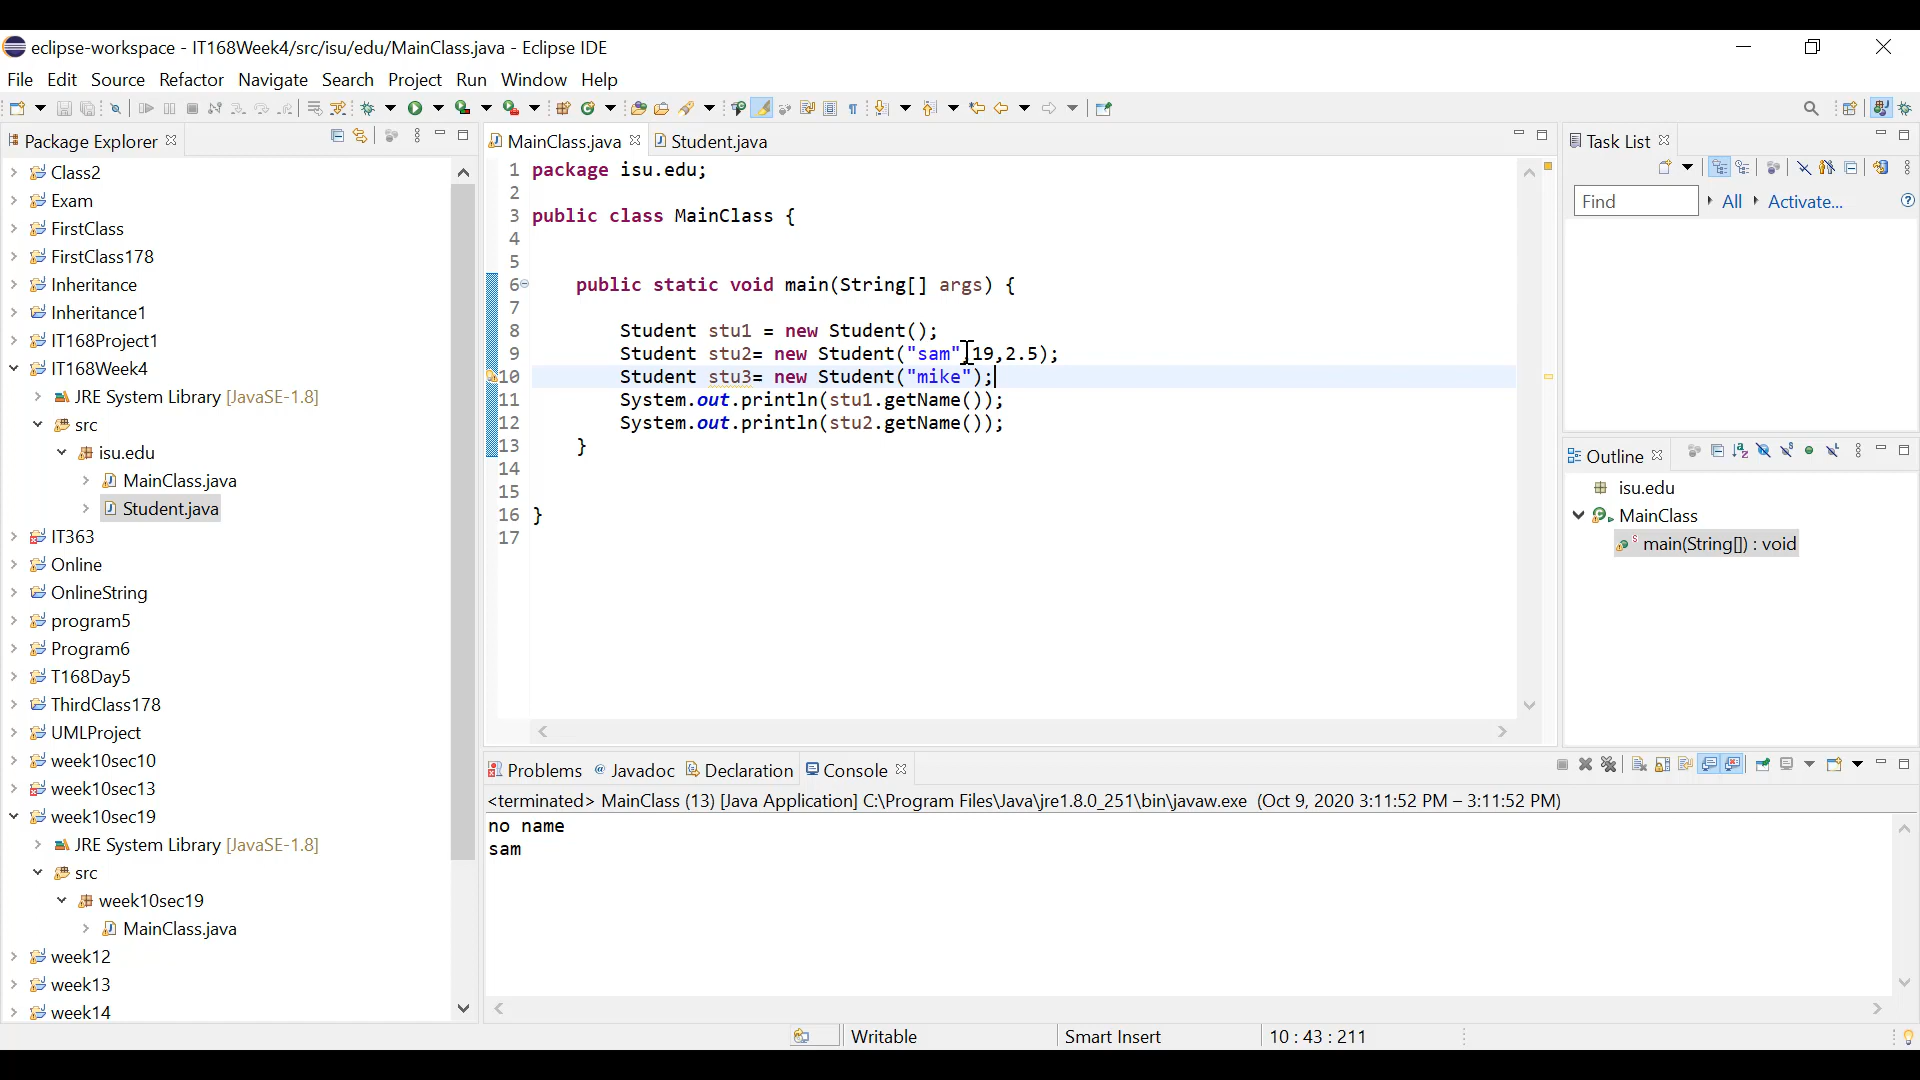 eclipse-workspace - IT168Week4/src/isu/edu/MainClass.java - Eclipse IDE
File Edit Source Refactor Navigate Search Project Run Window Help
Package Explorer
Class2
Exam
FirstClass
FirstClass178
Inheritance
Inheritance1
IT168Project1
IT168Week4
JRE System Library [JavaSE-1.8]
src
isu.edu
MainClass.java
Student.java
IT363
Online
OnlineString
program5
Program6
T168Day5
ThirdClass178
UMLProject
week10sec10
week10sec13
week10sec19
JRE System Library [JavaSE-1.8]
src
week10sec19
MainClass.java
week12
week13
week14
MainClass.java Student.java
1 package isu.edu;
2
3 public class MainClass {
4
5
6 public static void main(String[] args) {
7
8 Student stu1 = new Student();
9 Student stu2= new Student("sam",19,2.5);
10 Student stu3= new Student("mike");
11 System.out.println(stu1.getName());
12 System.out.println(stu2.getName());
13 }
14
15
16 }
17
Task List
Find All Activate...
Outline
isu.edu
MainClass
main(String[]) : void
Problems Javadoc Declaration Console
<terminated> MainClass (13) [Java Application] C:\Program Files\Java\jre1.8.0_251\bin\javaw.exe (Oct 9, 2020 3:11:52 PM – 3:11:52 PM)
no name
sam
Writable Smart Insert 10 : 43 : 211